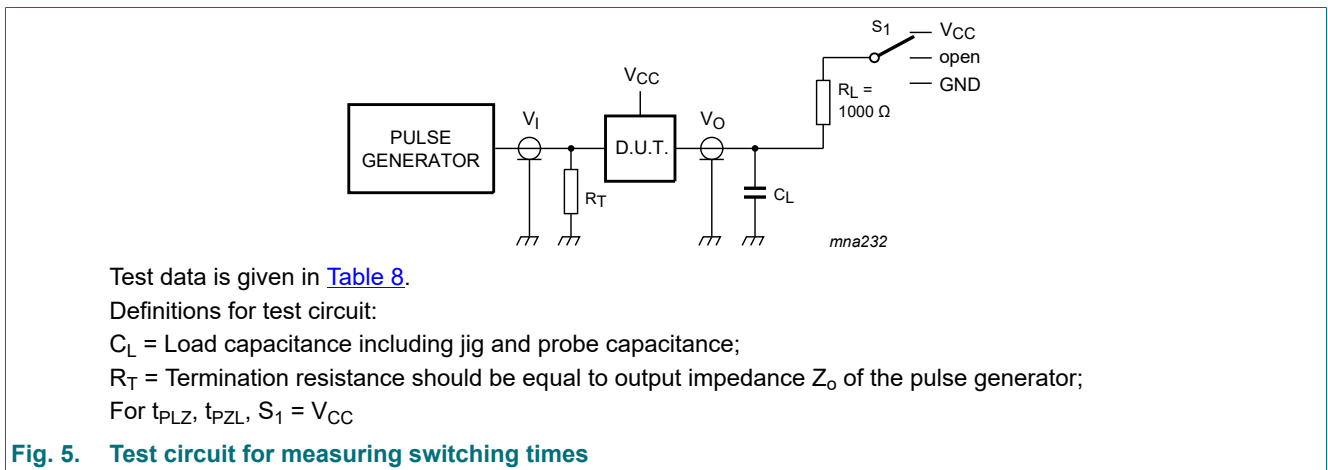 S1
VCC
open
GND
VCC
RL =
1000 Ω
PULSE
GENERATOR
VI
D.U.T.
VO
RT
CL
mna232
Test data is given in Table 8.
Definitions for test circuit:
CL = Load capacitance including jig and probe capacitance;
RT = Termination resistance should be equal to output impedance Zo of the pulse generator;
For tPLZ, tPZL, S1 = VCC
Fig. 5. Test circuit for measuring switching times